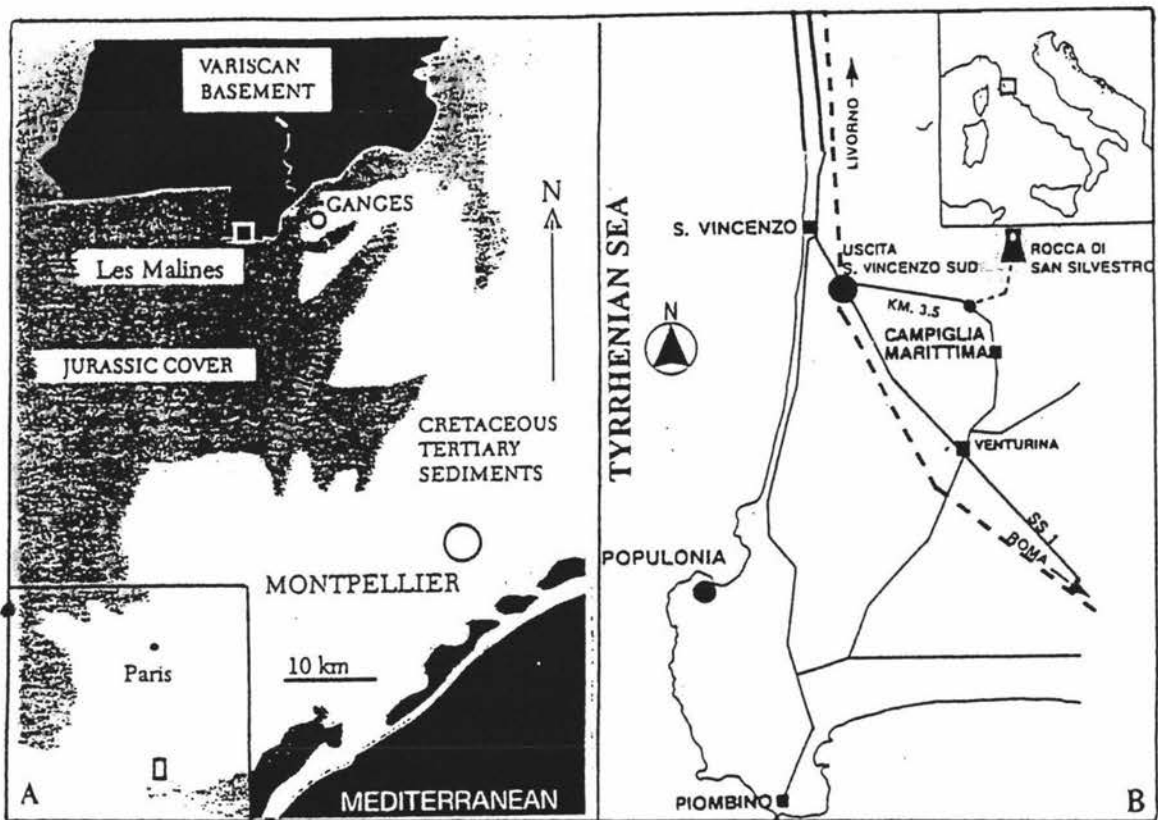 VARISCAN
BASEMENT
GANGES
N
Les Malines
JURASSIC COVER
CRETACEOUS
TERTIARY
SEDIMENTS
MONTPELLIER
10 km
Paris
A
MEDITERRANEAN
LIVORNO
TYRRHENIAN SEA
S. VINCENZO
USCITA
S. VINCENZO SUD
ROCCA DI
SAN SILVESTRO
N
KM. 3.5
CAMPIGLIA
MARITTIMA
VENTURINA
SS 1
ROMA
POPULONIA
PIOMBINO
B